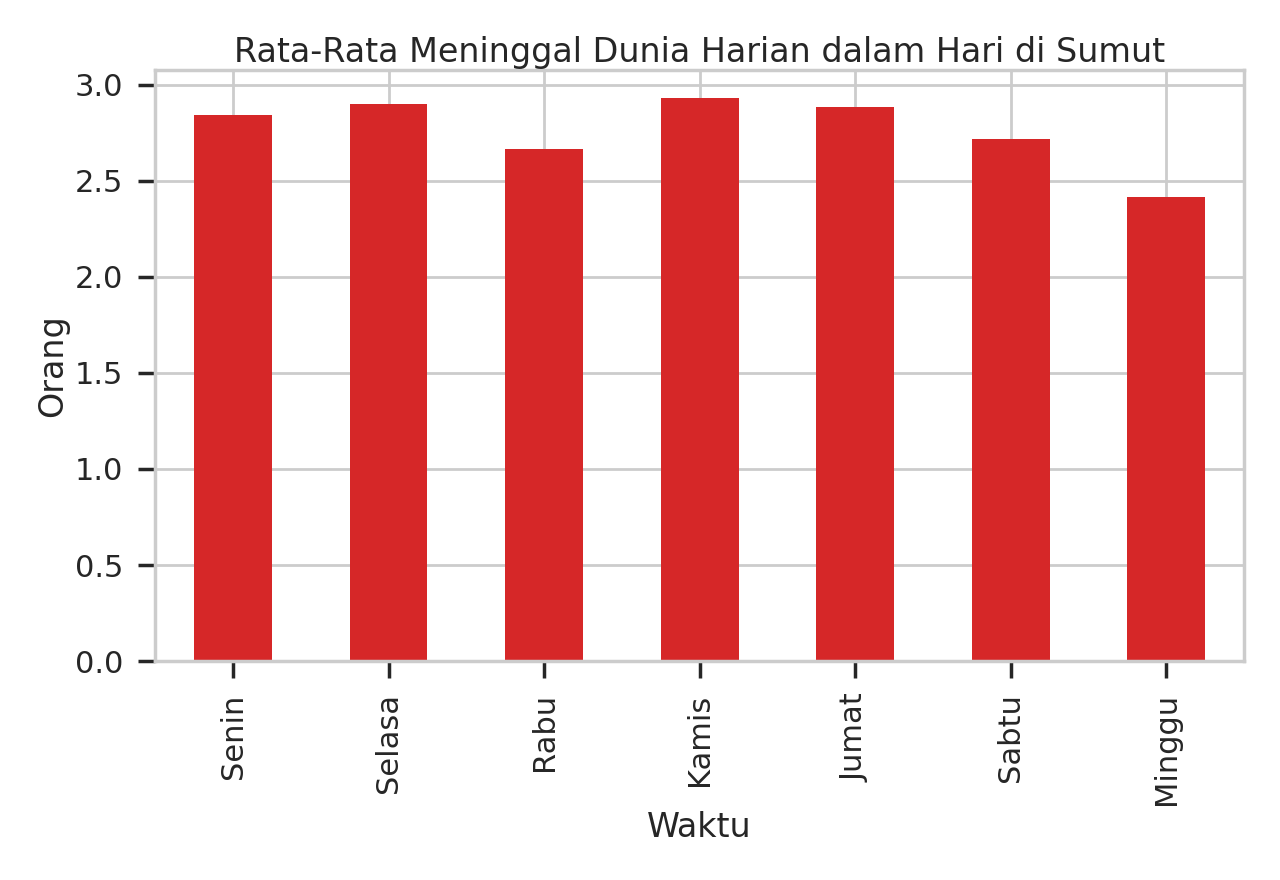 Rata-Rata Meninggal Dunia Harian dalam Hari di Sumut
3.0
2.5
2.0
1.5
1.0
0.5
0.0
Orang
Senin
Selasa
Rabu
Kamis
Jumat
Sabtu
Minggu
Waktu